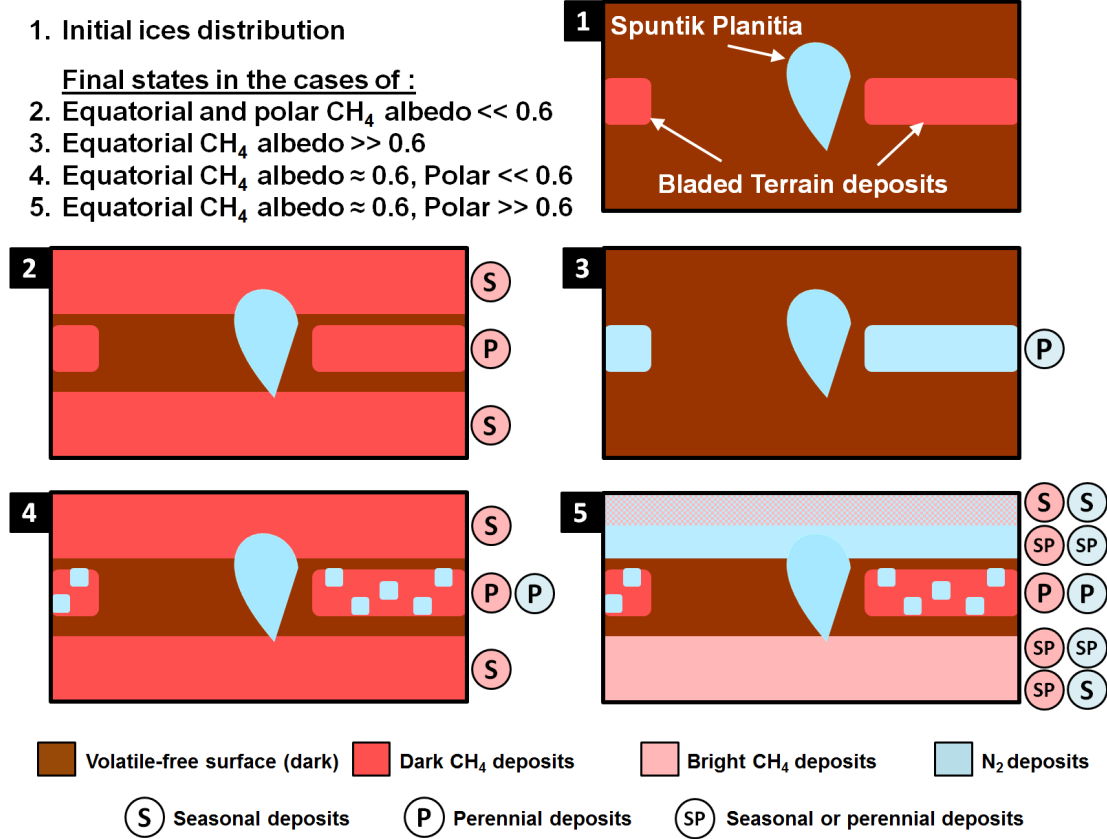 1. Initial ices distribution
Final states in the cases of :
2. Equatorial and polar CH₄ albedo << 0.6
3. Equatorial CH₄ albedo >> 0.6
4. Equatorial CH₄ albedo ≈ 0.6, Polar << 0.6
5. Equatorial CH₄ albedo ≈ 0.6, Polar >> 0.6
1
Spuntik Planitia
Bladed Terrain deposits
2
S
P
S
3
P
4
S
P P
S
5
S S
SP SP
P P
SP SP
SP S
Volatile-free surface (dark)
Dark CH₄ deposits
Bright CH₄ deposits
N₂ deposits
S Seasonal deposits
P Perennial deposits
SP Seasonal or perennial deposits